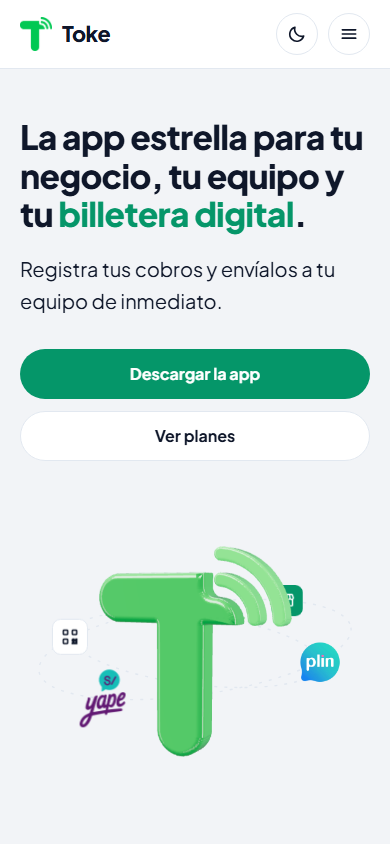 Toke
La app estrella para tu
negocio, tu equipo y
tu billetera digital.
Registra tus cobros y envíalos a tu
equipo de inmediato.
Descargar la app
Ver planes
S/
yape
plin